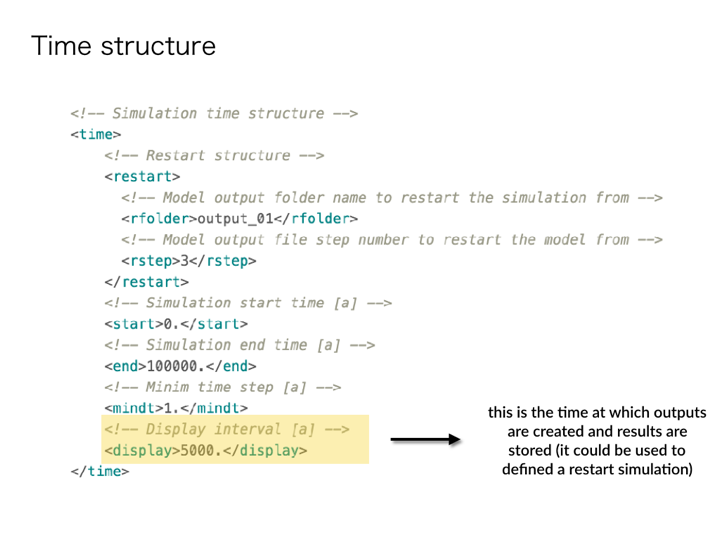 Time structure
<!-- Simulation time structure -->
<time>
<!-- Restart structure -->
<restart>
<!-- Model output folder name to restart the simulation from -->
<rfolder>output_01</rfolder>
<!-- Model output file step number to restart the model from -->
<rstep>3</rstep>
</restart>
<!-- Simulation start time [a] -->
<start>0.</start>
<!-- Simulation end time [a] -->
<end>100000.</end>
<!-- Minim time step [a] -->
<mindt>1.</mindt>
<!-- Display interval [a] -->
<display>5000.</display>
</time>
this is the time at which outputs
are created and results are
stored (it could be used to
defined a restart simulation)